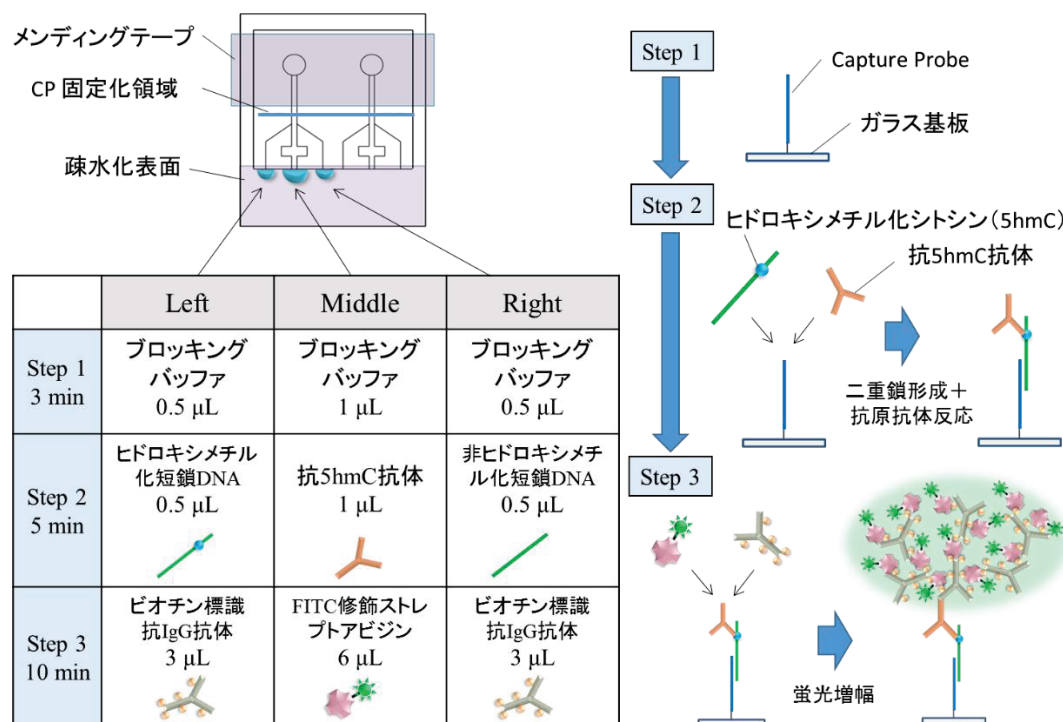 メンディングテープ
CP 固定化領域
疎水化表面
Left
Middle
Right
Step 1
3 min
ブロッキング
バッファ
0.5 μL
ブロッキング
バッファ
1 μL
ブロッキング
バッファ
0.5 μL
Step 2
5 min
ヒドロキシメチル
化短鎖DNA
0.5 μL
抗5hmC抗体
1 μL
非ヒドロキシメチ
ル化短鎖DNA
0.5 μL
Step 3
10 min
ビオチン標識
抗IgG抗体
3 μL
FITC修飾ストレ
プトアビジン
6 μL
ビオチン標識
抗IgG抗体
3 μL
Step 1
Capture Probe
ガラス基板
Step 2
ヒドロキシメチル化シトシン（5hmC）
抗5hmC抗体
二重鎖形成＋
抗原抗体反応
Step 3
蛍光増幅